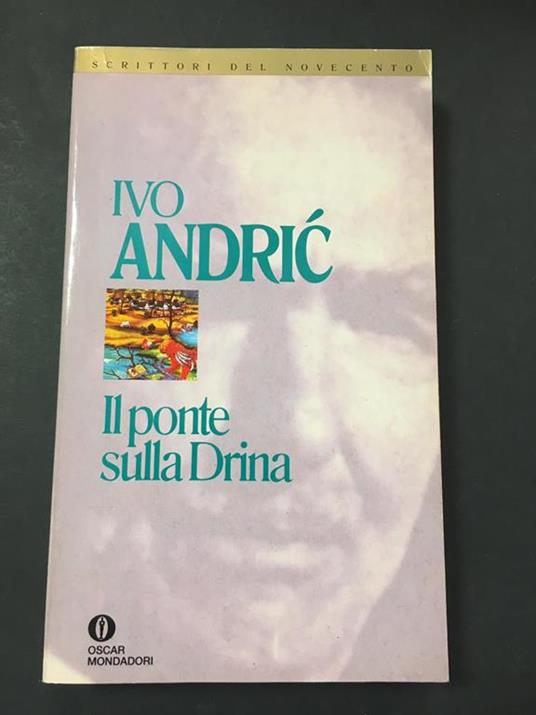 SCRITTORI DEL NOVECENTO
IVO
ANDRIĆ
Il ponte
sulla Drina
OSCAR
MONDADORI